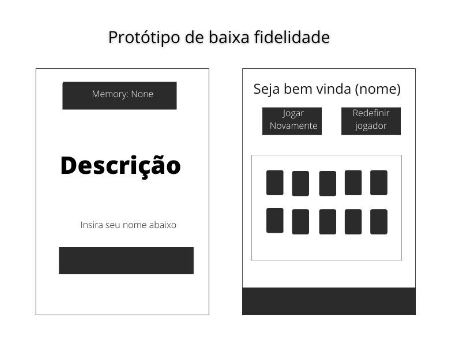 Protótipo de baixa fidelidade
Memory: None
Descrição
Insira seu nome abaixo
Seja bem vinda (nome)
Jogar
Novamente
Redefinir
jogador